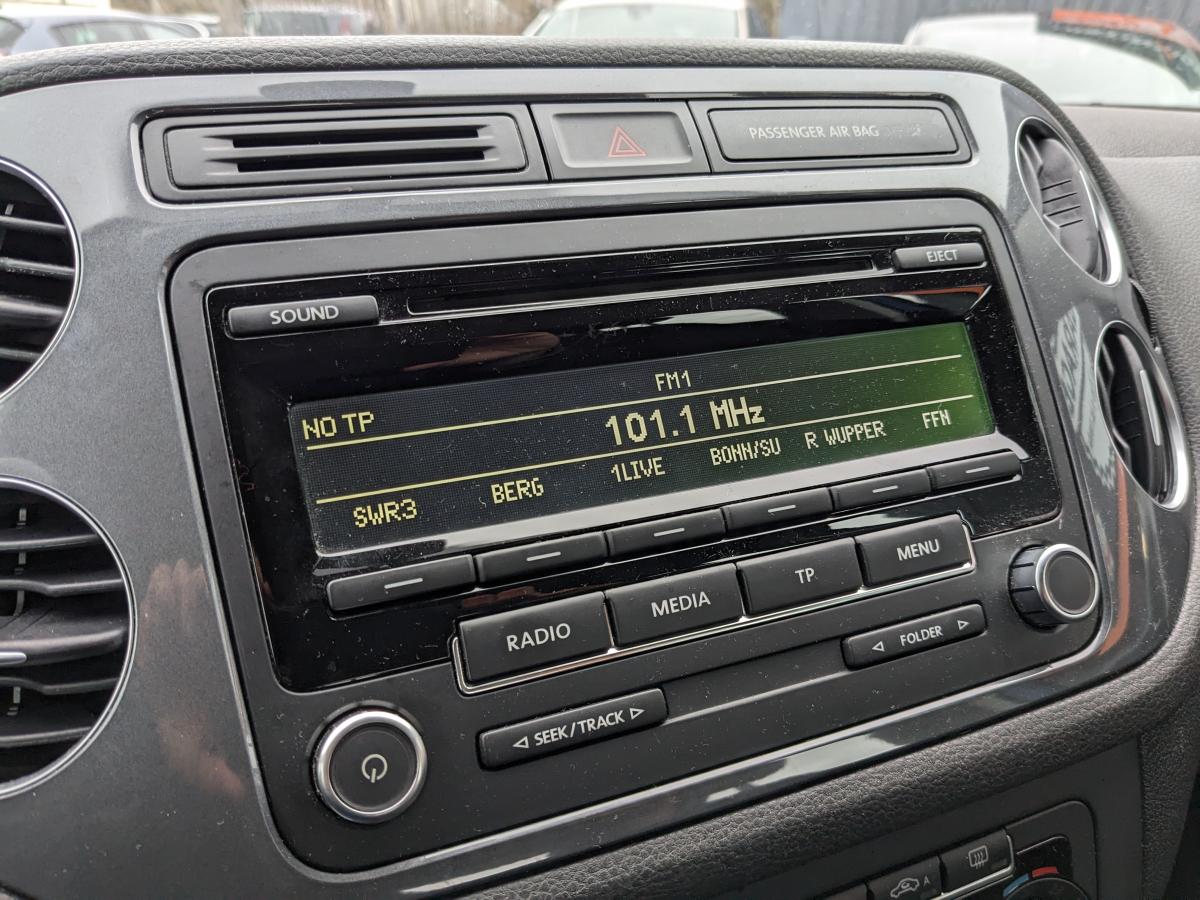 PASSENGER AIR BAG
EJECT
SOUND
FM1
NO TP
101.1 MHz
SWR3 BERG 1LIVE BONN/SU R WUPPER FFN
RADIO MEDIA TP MENU
FOLDER
SEEK/TRACK
A